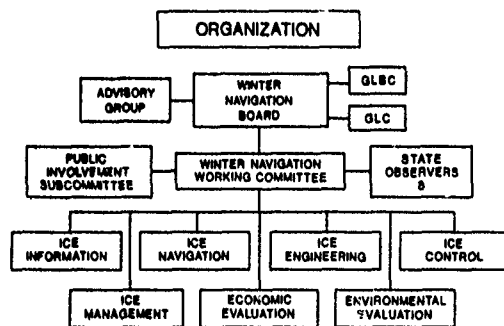 ORGANIZATION
ADVISORY
GROUP
WINTER
NAVIGATION
BOARD
GLBC
GLC
PUBLIC
INVOLVEMENT
SUBCOMMITTEE
WINTER NAVIGATION
WORKING COMMITTEE
STATE
OBSERVERS
8
ICE
INFORMATION
ICE
NAVIGATION
ICE
ENGINEERING
ICE
CONTROL
ICE
MANAGEMENT
ECONOMIC
EVALUATION
ENVIRONMENTAL
EVALUATION